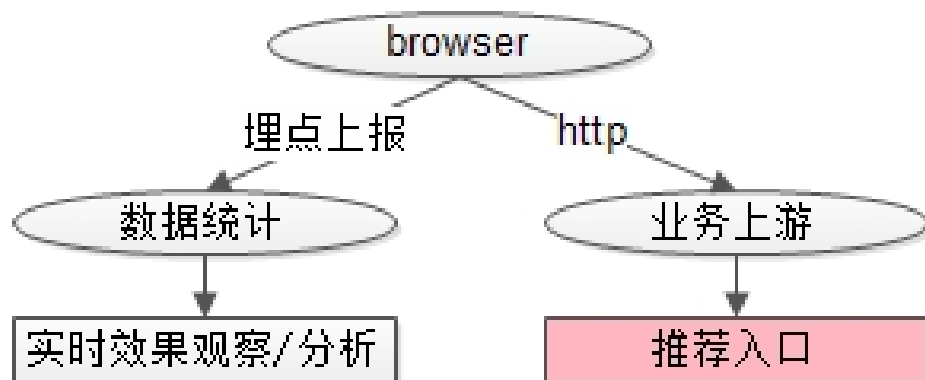 browser
埋点上报
http
数据统计
业务上游
实时效果观察/分析
推荐入口